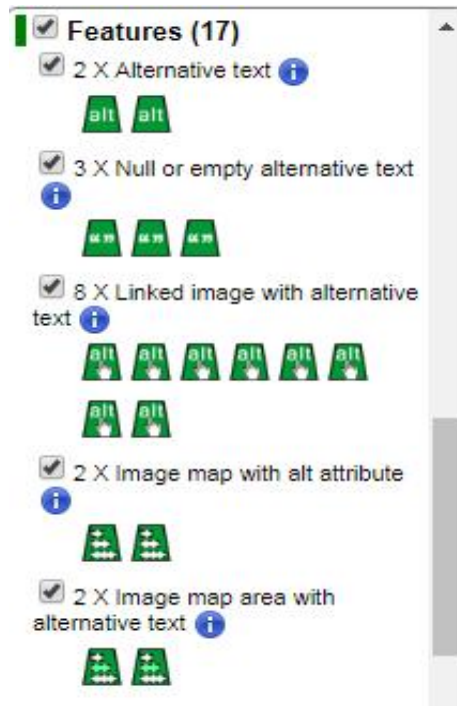 Features (17)
2 X Alternative text
alt alt
3 X Null or empty alternative text
“” “” “”
8 X Linked image with alternative
text
alt alt alt alt alt alt
alt alt
2 X Image map with alt attribute
2 X Image map area with
alternative text